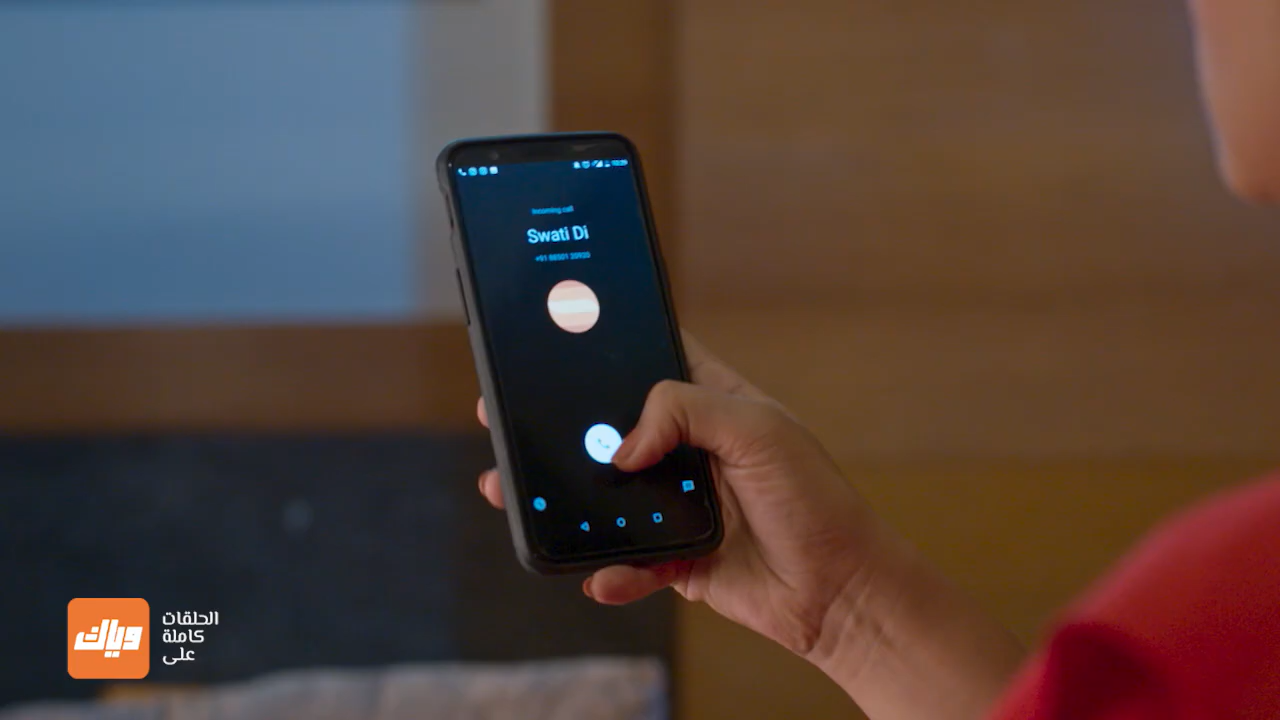 Incoming call
Swati Di
وياك
الحلقات
كاملة
على